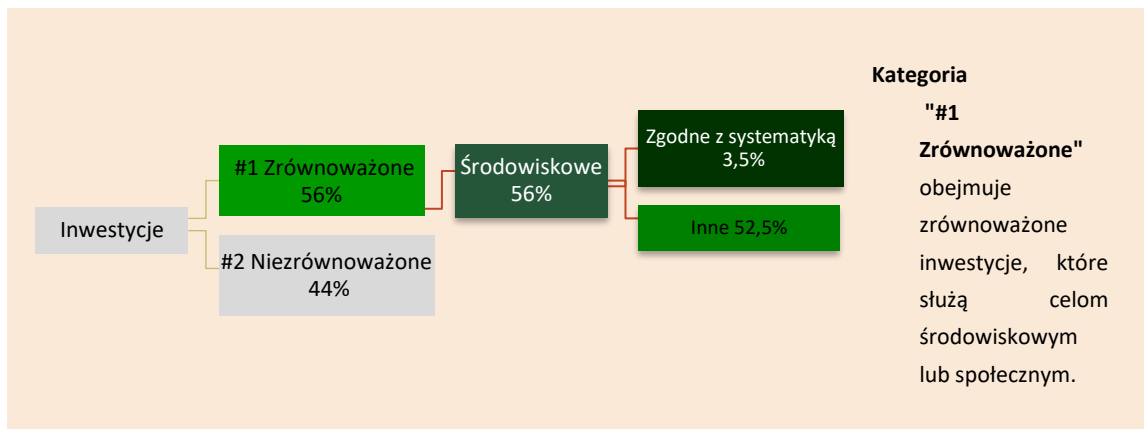 Inwestycje
#1 Zrównoważone
56%
#2 Niezrównoważone
44%
Środowiskowe
56%
Zgodne z systematyką
3,5%
Inne 52,5%
Kategoria
"#1
Zrównoważone"
obejmuje
zrównoważone
inwestycje, które
służą celom
środowiskowym
lub społecznym.